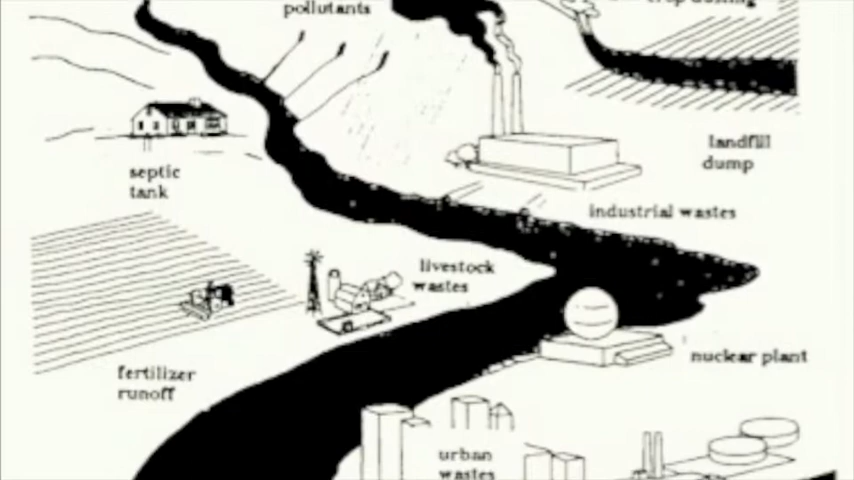 pollutants
landfill
dump
septic
tank
industrial wastes
livestock
wastes
nuclear plant
fertilizer
runoff
urban
wastes